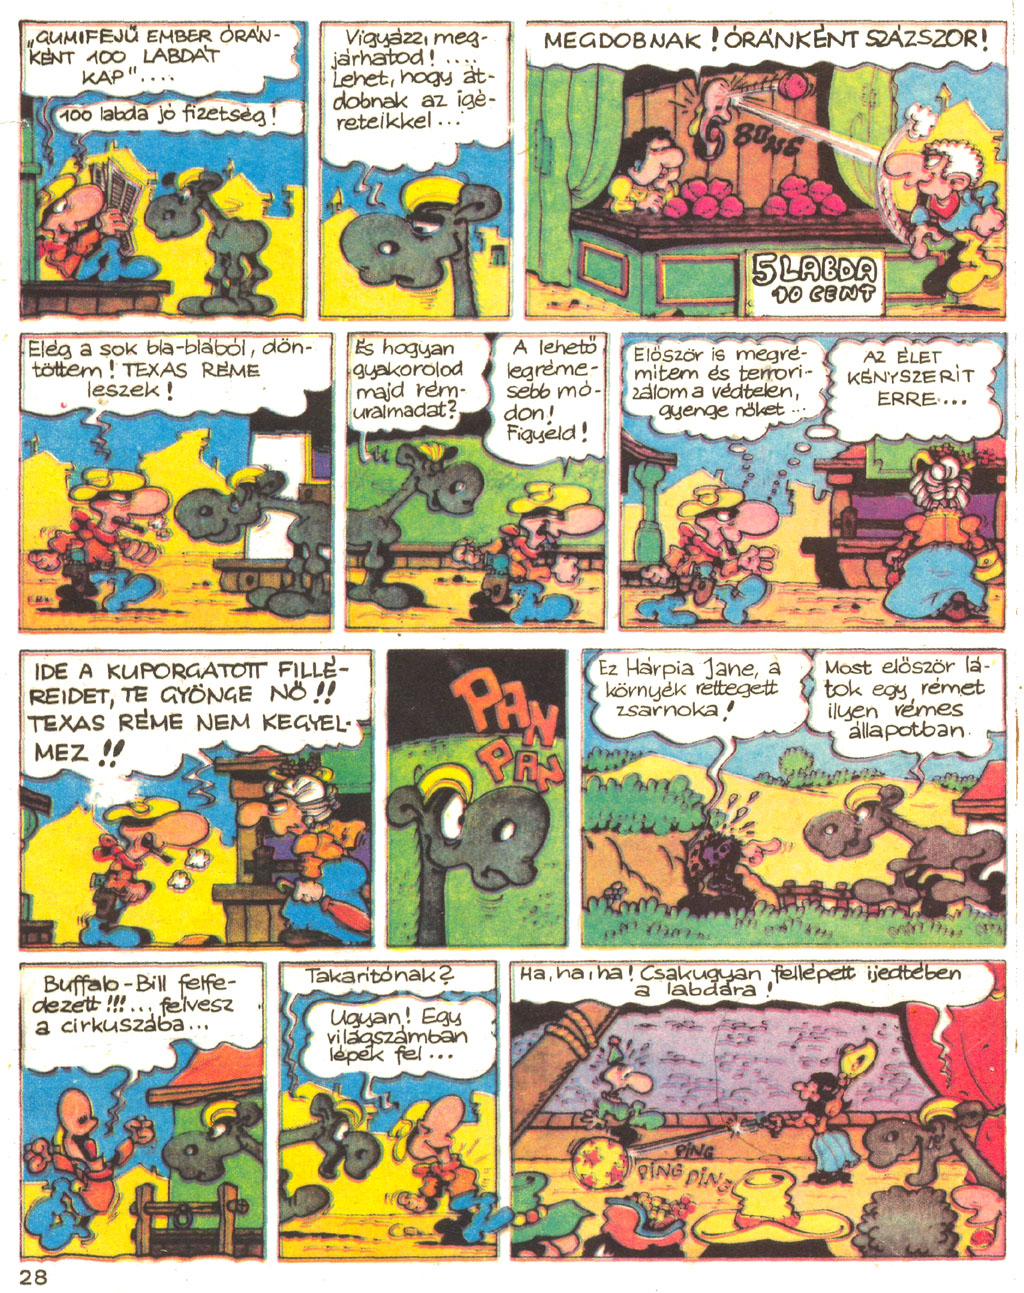 „GUMIFEJŰ EMBER ÓRÁN-
KÉNT 100 LABDÁT
KAP"....
100 labda jó fizetség!
Vigyázz, meg-
járhatod!....
Lehet, hogy át-
dobnak az igé-
reteikkel...
MEGDOBNAK! ÓRÁNKÉNT SZÁZSZOR!
5 LABDA
10 CENT
Elég a sok bla-blából, dön-
töttem! TEXAS RÉME
leszek!
És hogyan
gyakorolod
majd rém-
uralmadat?
A lehető
legréme-
sebb mó-
don!
Figyeld!
Először is megré-
mítem és terrori-
zálom a védtelen,
gyenge nőket...
AZ ÉLET
KÉNYSZERÍT
ERRE...
IDE A KUPORGATOTT FILLÉ-
REIDET, TE GYÖNGE NŐ!!
TEXAS RÉME NEM KEGYEL-
MEZ!!
PAN
PAN
Ez Hárpia Jane, a
környék rettegett
zsarnoka!
Most először lá-
tok egy rémet
ilyen rémes
állapotban.
Buffalo-Bill felfe-
dezett!!!... felvesz
a cirkuszába...
Takarítónak?
Ugyan! Egy
világszámban
lépek fel...
Ha, ha, ha! Csakugyan fellépett ijedtében
a labdára!
PING
PING PING
28